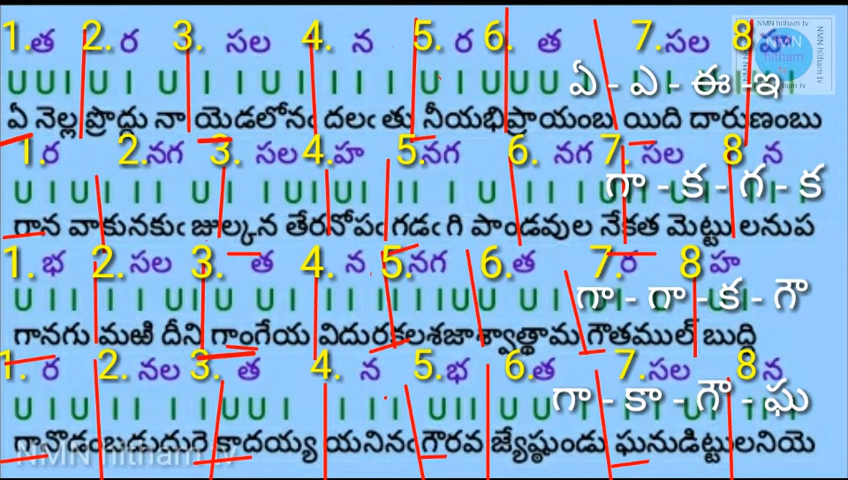 1.త 2. ర 3. సల 4. న 5. ర 6. త 7.సల 8
UUI U I U I I I U I I I I U I U U U
ఏ - ఎ - ఈ -ఇ
ఏ నెల్లప్రొద్దు నా యెడలోనఁ దలఁ తు నీయభిప్రాయంబ యిది దారుణంబు
1.ర 2.నగ 3. సల 4.హ 5.నగ 6. నగ 7. సల 8 న
గా - క - గ - క
గాన వాకునకుఁ జుల్కన తేరనోపఁ గడఁ గి పాండవుల నేకత మెట్టులనుప
1.భ 2.సల 3. త 4. న 5.నగ 6.త 7.ర 8 హ
గా - గా - క - గౌ
గానగు మఱి దీని గాంగేయ విదురకలశజాశ్వాత్థామ గౌతముల్ బుద్ది
1. ర 2. నల 3. త 4. న 5.భ 6.త 7.సల 8న
గా - కా - గౌ - ఘ
గానొడంబడుదురె కాదయ్య యనినఁ గౌరవ జ్యేష్ఠుండు ఘనుడిట్టులనియె
NMN hitham tv